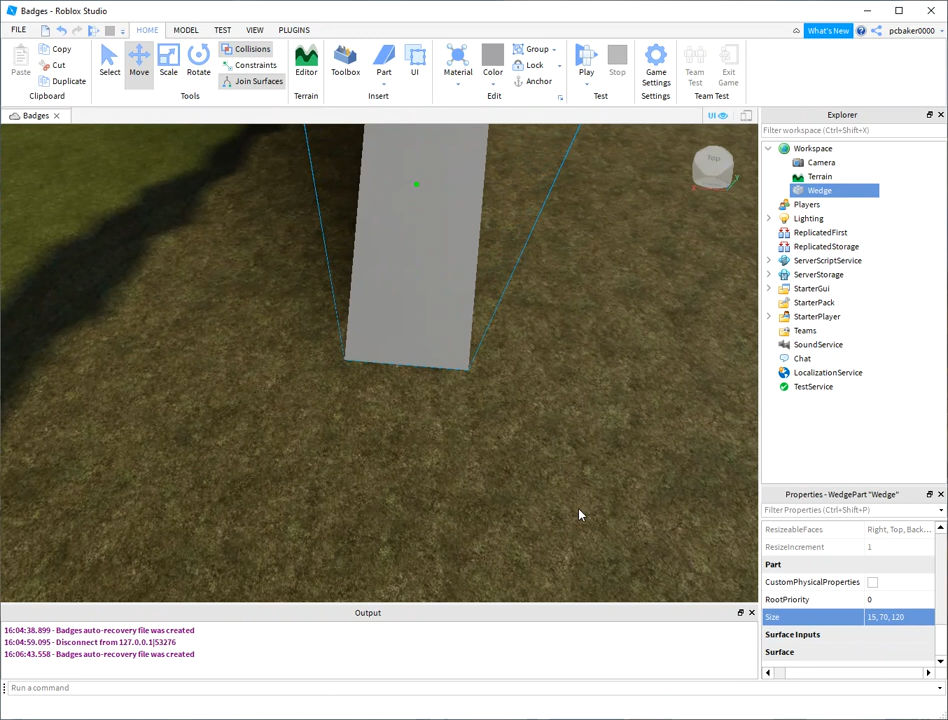 Badges - Roblox Studio
FILE HOME MODEL TEST VIEW PLUGINS What's New pcbaker0000
Paste Copy Cut Duplicate Clipboard
Select Move Scale Rotate Collisions Constraints Join Surfaces Tools
Editor Terrain
Toolbox Part UI Insert
Material Color Group Lock Anchor Edit
Play Stop Test
Game Settings Settings
Team Test Exit Game Team Test
Badges UI
Top
Explorer
Filter workspace (Ctrl+Shift+X)
Workspace
Camera
Terrain
Wedge
Players
Lighting
ReplicatedFirst
ReplicatedStorage
ServerScriptService
ServerStorage
StarterGui
StarterPack
StarterPlayer
Teams
SoundService
Chat
LocalizationService
TestService
Properties - WedgePart "Wedge"
Filter Properties (Ctrl+Shift+P)
ResizeableFaces Right, Top, Back...
ResizeIncrement 1
Part
CustomPhysicalProperties
RootPriority 0
Size 15, 70, 120
Surface Inputs
Surface
Output
16:04:38.899 - Badges auto-recovery file was created
16:04:59.095 - Disconnect from 127.0.0.1|53276
16:06:43.558 - Badges auto-recovery file was created
Run a command